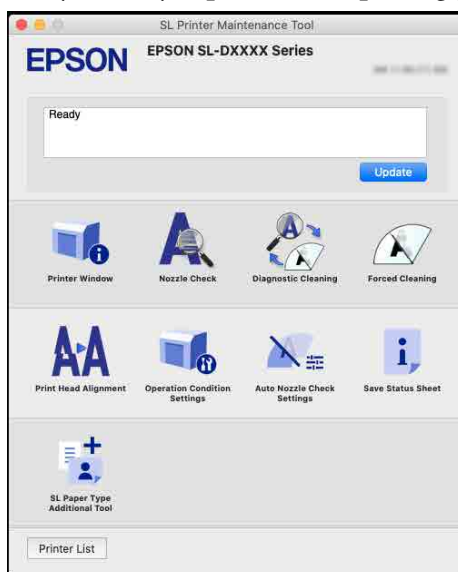 SL Printer Maintenance Tool
EPSON
EPSON SL-DXXXX Series
Ready
Update
Printer Window
Nozzle Check
Diagnostic Cleaning
Forced Cleaning
Print Head Alignment
Operation Condition
Settings
Auto Nozzle Check
Settings
Save Status Sheet
SL Paper Type
Additional Tool
Printer List